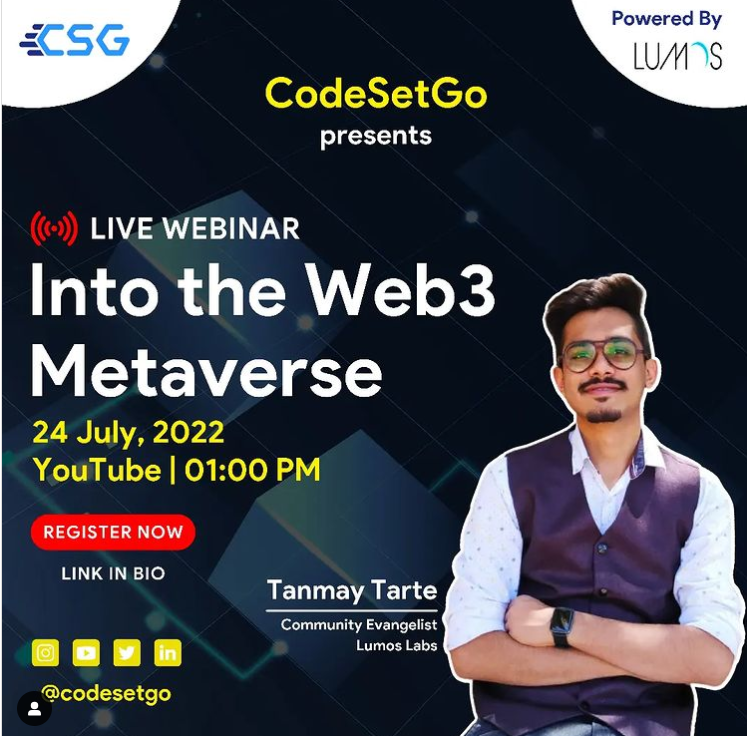 CSG
Powered By
LUMOS
CodeSetGo
presents
LIVE WEBINAR
Into the Web3
Metaverse
24 July, 2022
YouTube | 01:00 PM
REGISTER NOW
LINK IN BIO
Tanmay Tarte
Community Evangelist
Lumos Labs
in
@codesetgo